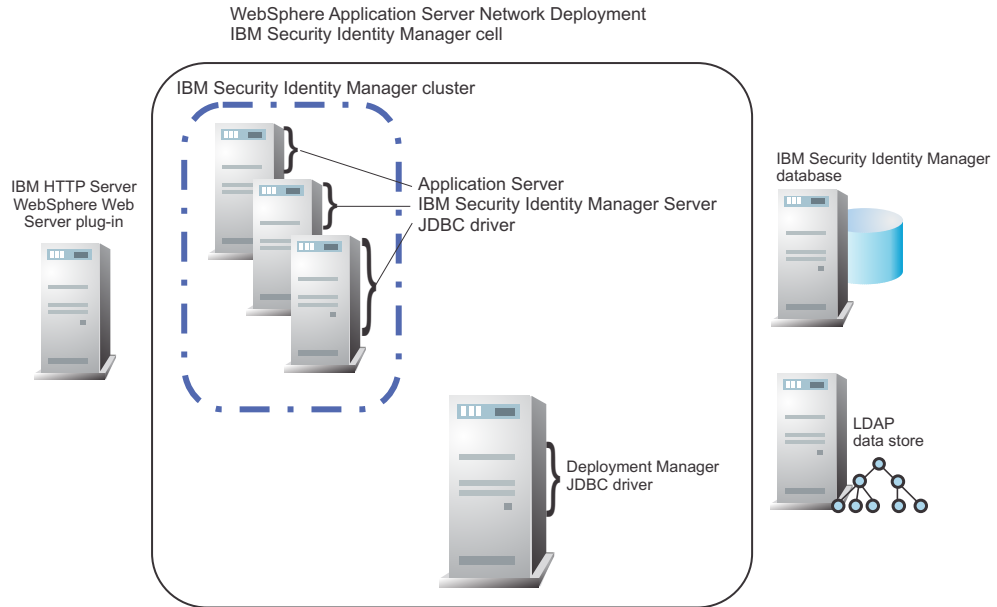 WebSphere Application Server Network Deployment
IBM Security Identity Manager cell
IBM Security Identity Manager cluster
IBM HTTP Server
WebSphere Web
Server plug-in
Application Server
IBM Security Identity Manager Server
JDBC driver
IBM Security Identity Manager
database
LDAP
data store
Deployment Manager
JDBC driver